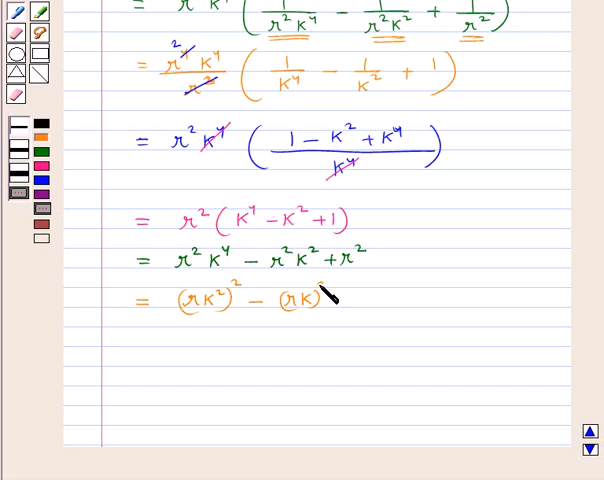 = r² k⁴ ( 1/r²k⁴ − 1/r²k² + 1/r² )
= r⁴ 2 k⁴/r² ( 1/k⁴ − 1/k² + 1 )
= r² k⁴ ( 1 − k² + k⁴/k⁴ )
= r² ( k⁴ − k² + 1 )
= r² k⁴ − r² k² + r²
= (rk²)² − (rk)